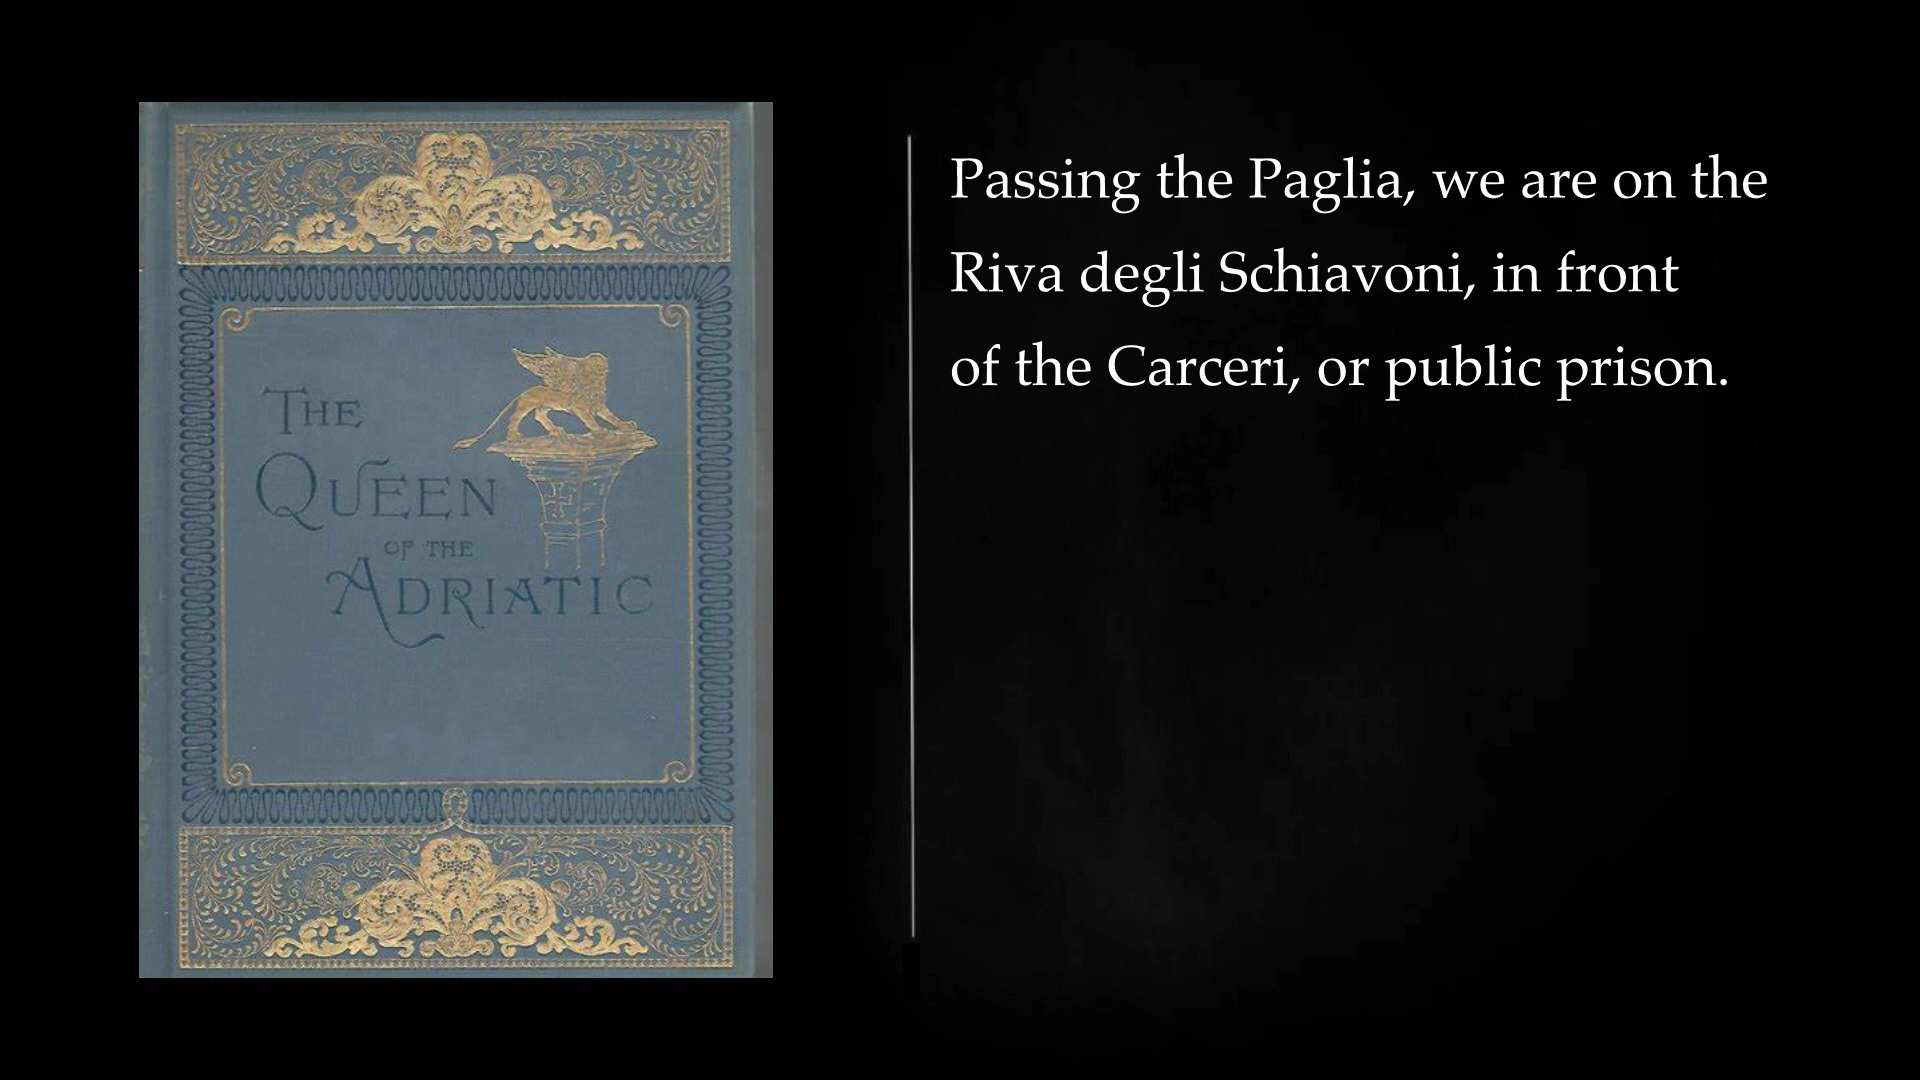 THE
QUEEN
OF THE
ADRIATIC
Passing the Paglia, we are on the
Riva degli Schiavoni, in front
of the Carceri, or public prison.